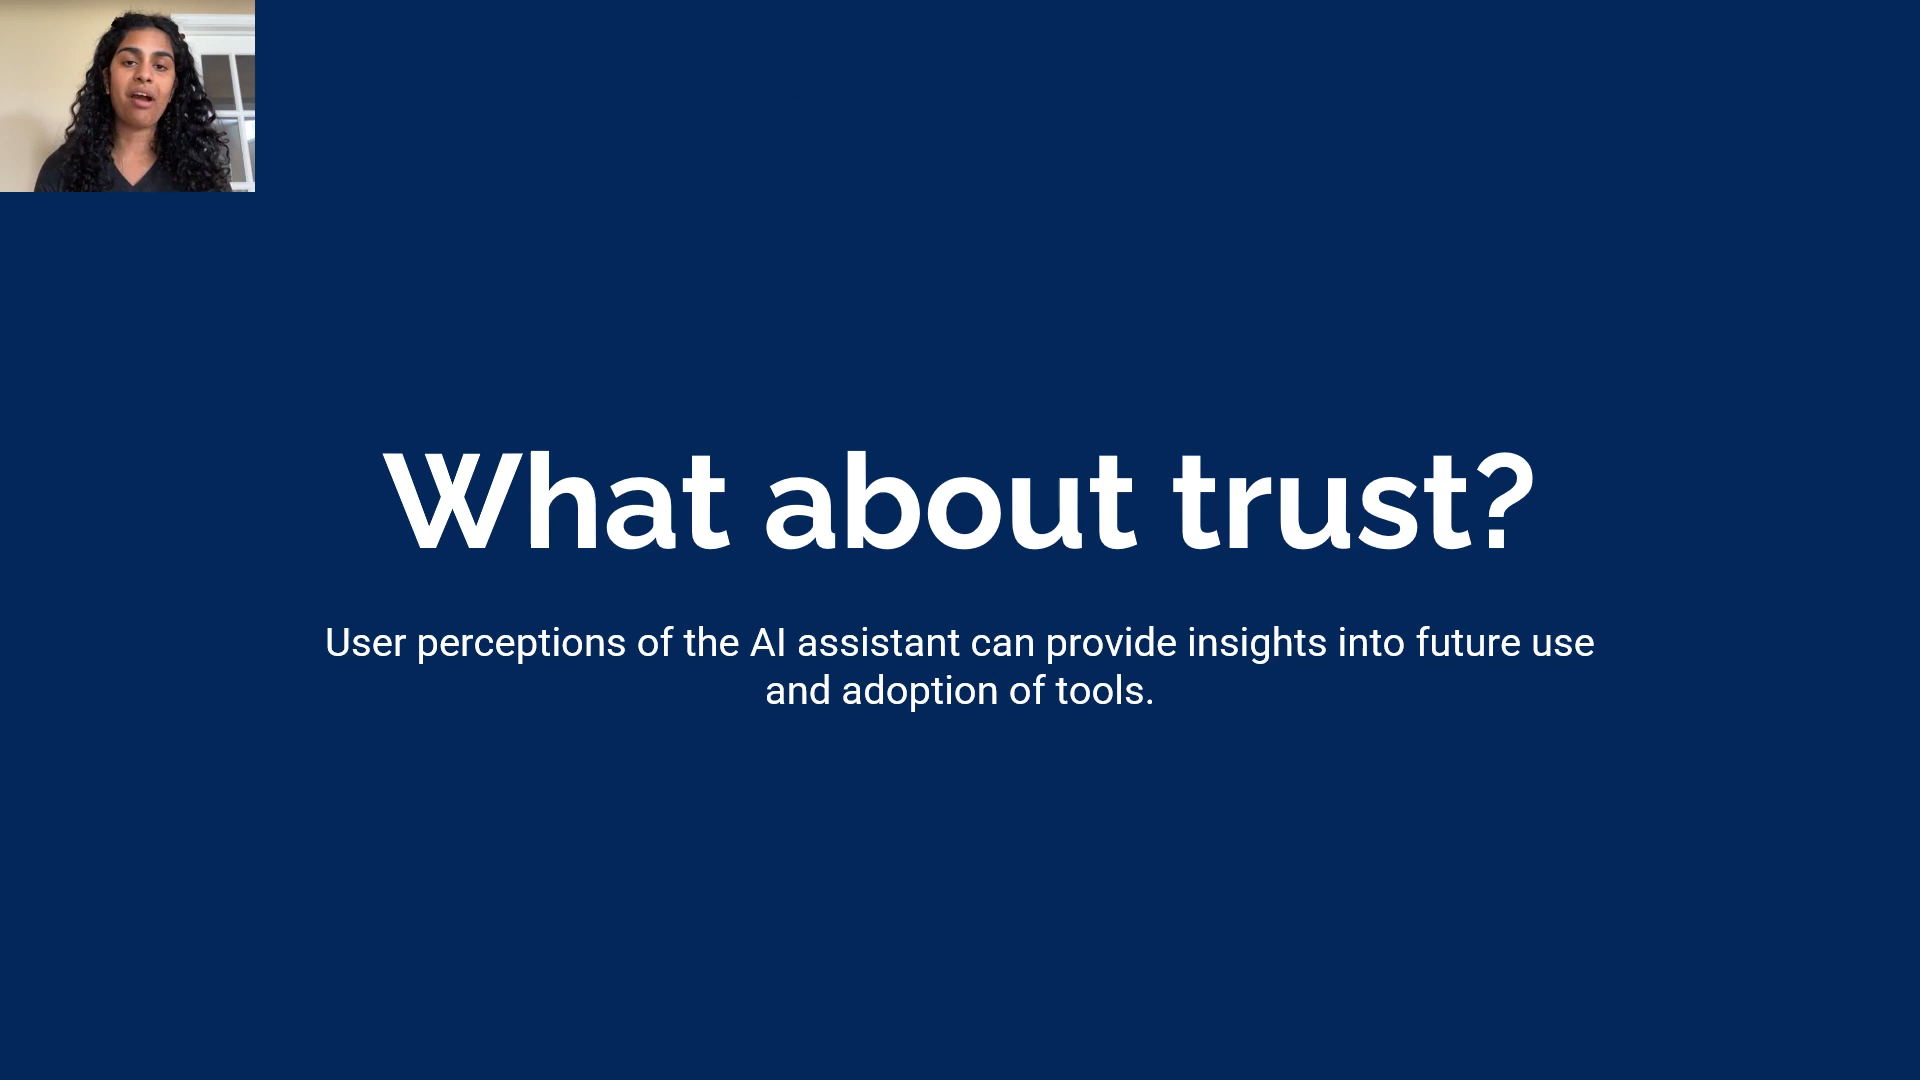 What about trust?
User perceptions of the AI assistant can provide insights into future use
and adoption of tools.